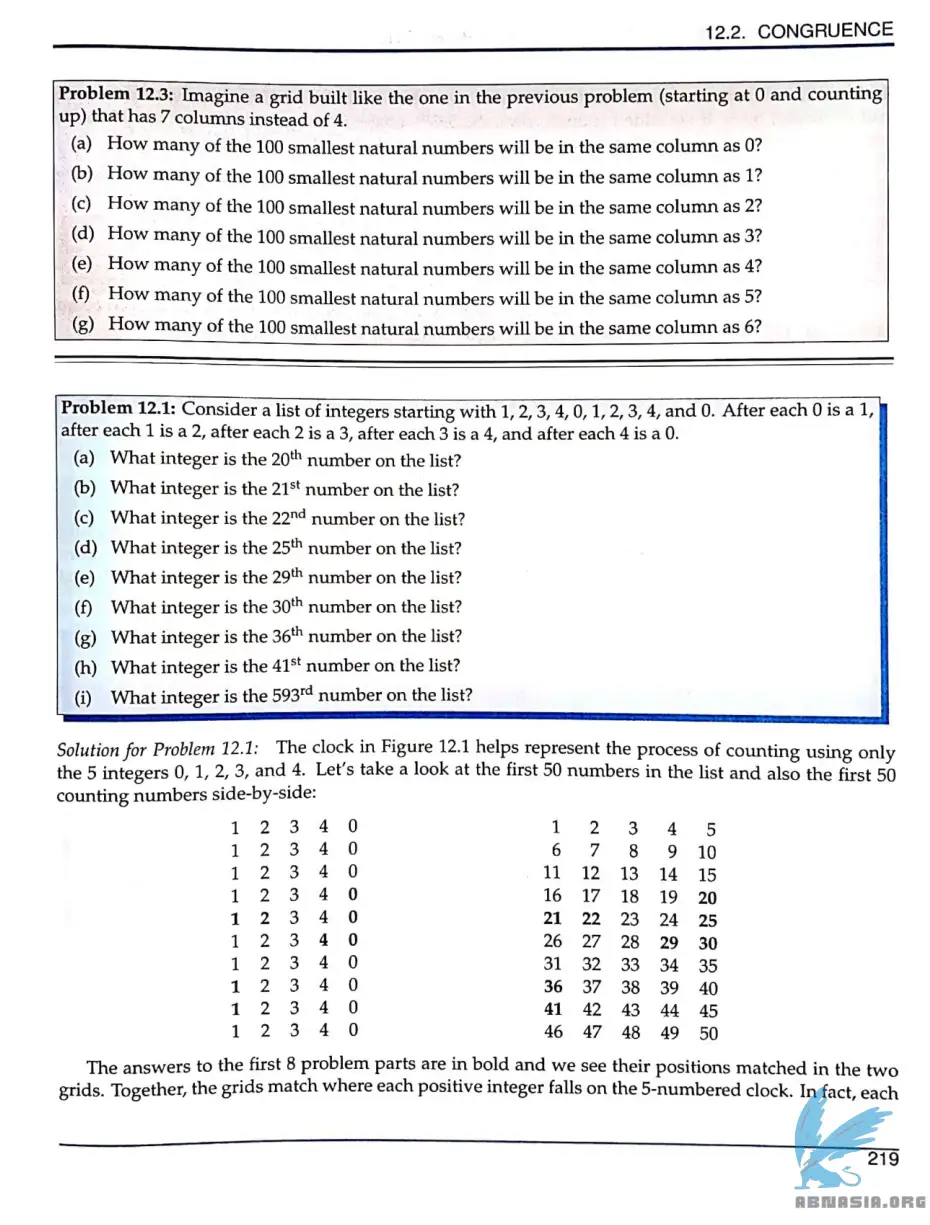 12.2. CONGRUENCE
Problem 12.3: Imagine a grid built like the one in the previous problem (starting at 0 and counting
up) that has 7 columns instead of 4.
(a) How many of the 100 smallest natural numbers will be in the same column as 0?
(b) How many of the 100 smallest natural numbers will be in the same column as 1?
(c) How many of the 100 smallest natural numbers will be in the same column as 2?
(d) How many of the 100 smallest natural numbers will be in the same column as 3?
(e) How many of the 100 smallest natural numbers will be in the same column as 4?
(f) How many of the 100 smallest natural numbers will be in the same column as 5?
(g) How many of the 100 smallest natural numbers will be in the same column as 6?
Problem 12.1: Consider a list of integers starting with 1, 2, 3, 4, 0, 1, 2, 3, 4, and 0. After each 0 is a 1,
after each 1 is a 2, after each 2 is a 3, after each 3 is a 4, and after each 4 is a 0.
(a) What integer is the 20th number on the list?
(b) What integer is the 21st number on the list?
(c) What integer is the 22nd number on the list?
(d) What integer is the 25th number on the list?
(e) What integer is the 29th number on the list?
(f) What integer is the 30th number on the list?
(g) What integer is the 36th number on the list?
(h) What integer is the 41st number on the list?
(i) What integer is the 593rd number on the list?
Solution for Problem 12.1: The clock in Figure 12.1 helps represent the process of counting using only
the 5 integers 0, 1, 2, 3, and 4. Let's take a look at the first 50 numbers in the list and also the first 50
counting numbers side-by-side:
1 2 3 4 0 1 2 3 4 5
1 2 3 4 0 6 7 8 9 10
1 2 3 4 0 11 12 13 14 15
1 2 3 4 0 16 17 18 19 20
1 2 3 4 0 21 22 23 24 25
1 2 3 4 0 26 27 28 29 30
1 2 3 4 0 31 32 33 34 35
1 2 3 4 0 36 37 38 39 40
1 2 3 4 0 41 42 43 44 45
1 2 3 4 0 46 47 48 49 50
The answers to the first 8 problem parts are in bold and we see their positions matched in the two
grids. Together, the grids match where each positive integer falls on the 5-numbered clock. In fact, each
219
ABNASIA.ORG